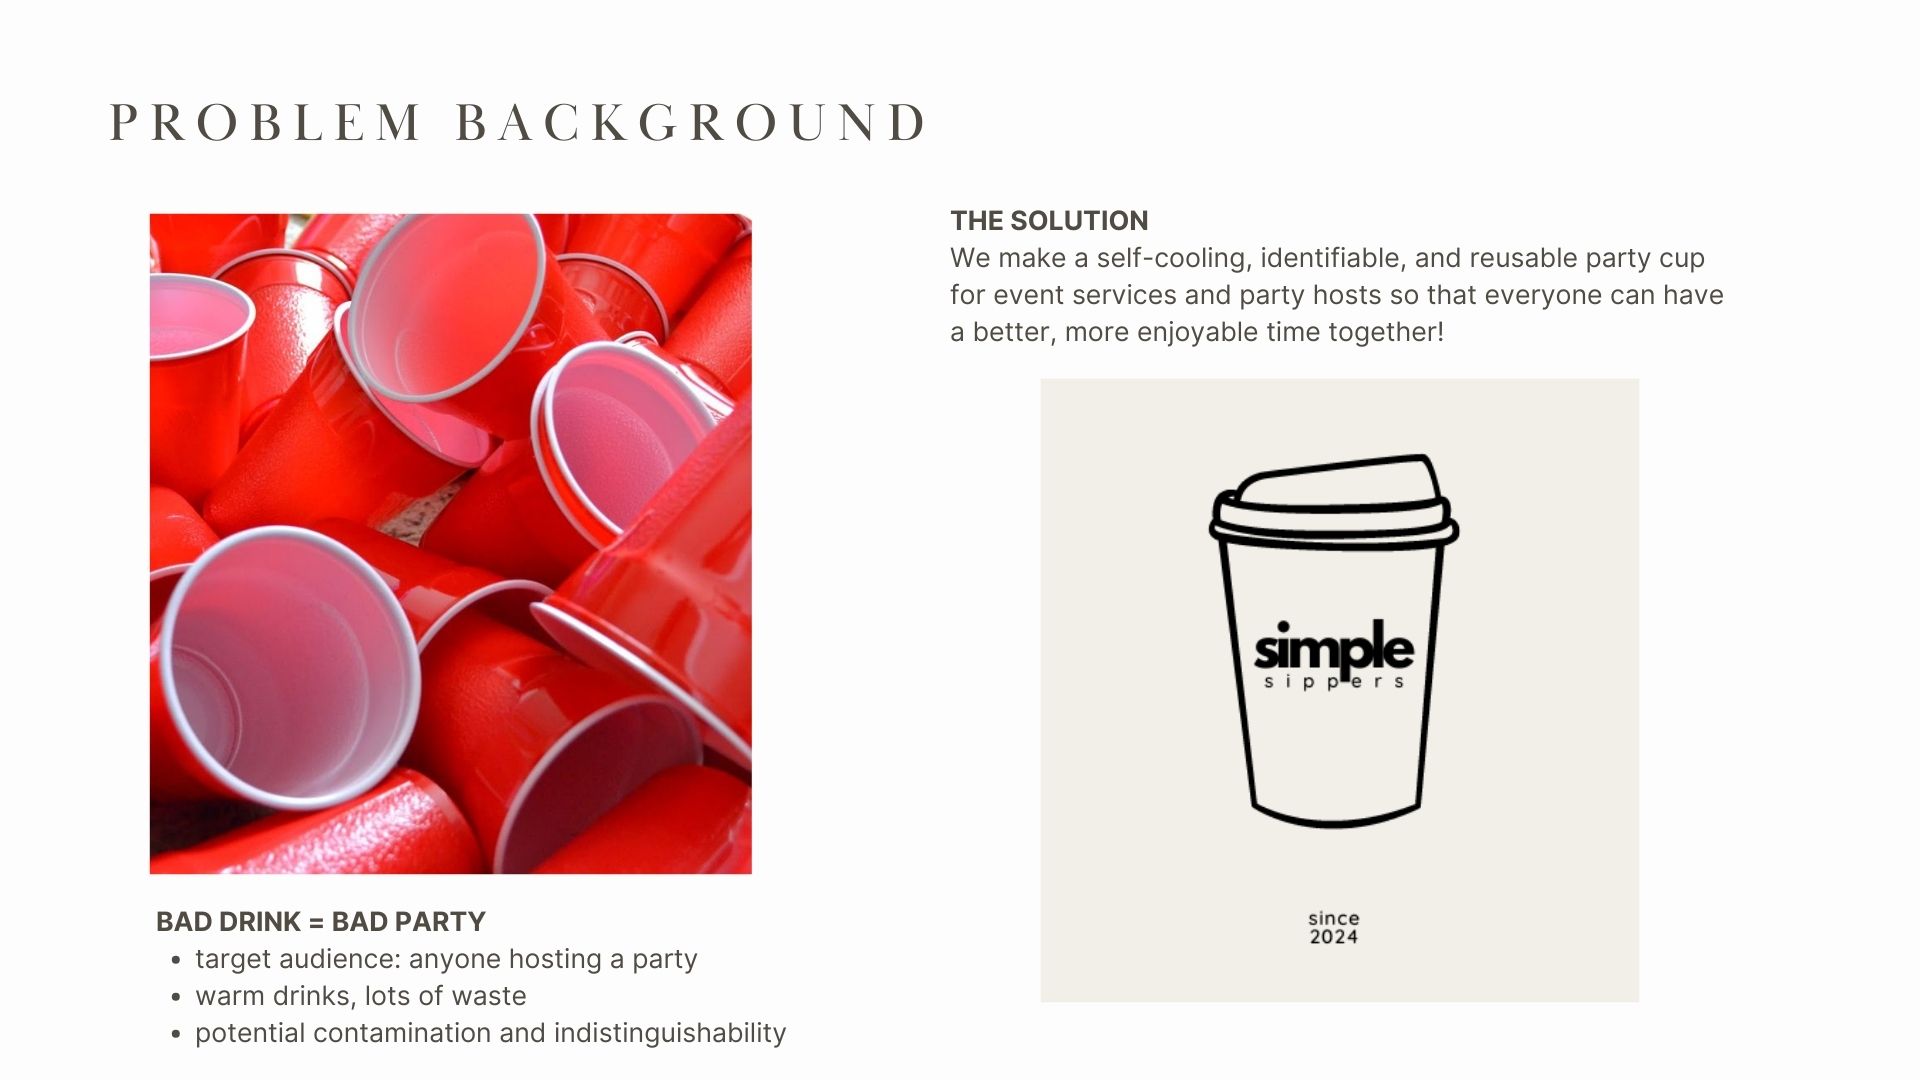 PROBLEM BACKGROUND
BAD DRINK = BAD PARTY
• target audience: anyone hosting a party
• warm drinks, lots of waste
• potential contamination and indistinguishability
THE SOLUTION
We make a self-cooling, identifiable, and reusable party cup
for event services and party hosts so that everyone can have
a better, more enjoyable time together!
simple
sippers
since
2024